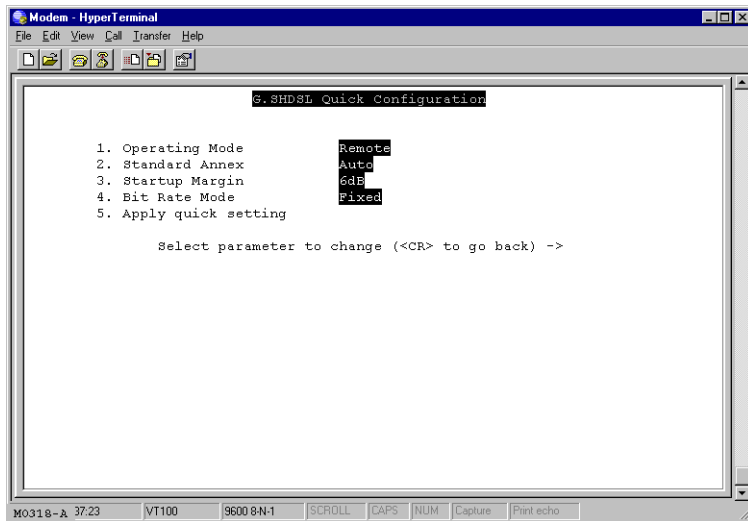 Modem - HyperTerminal
File Edit View Call Transfer Help
G.SHDSL Quick Configuration
1. Operating Mode Remote
2. Standard Annex Auto
3. Startup Margin 6dB
4. Bit Rate Mode Fixed
5. Apply quick setting
Select parameter to change (<CR> to go back) ->
M0318-A 37:23 VT100 9600 8-N-1 SCROLL CAPS NUM Capture Print echo